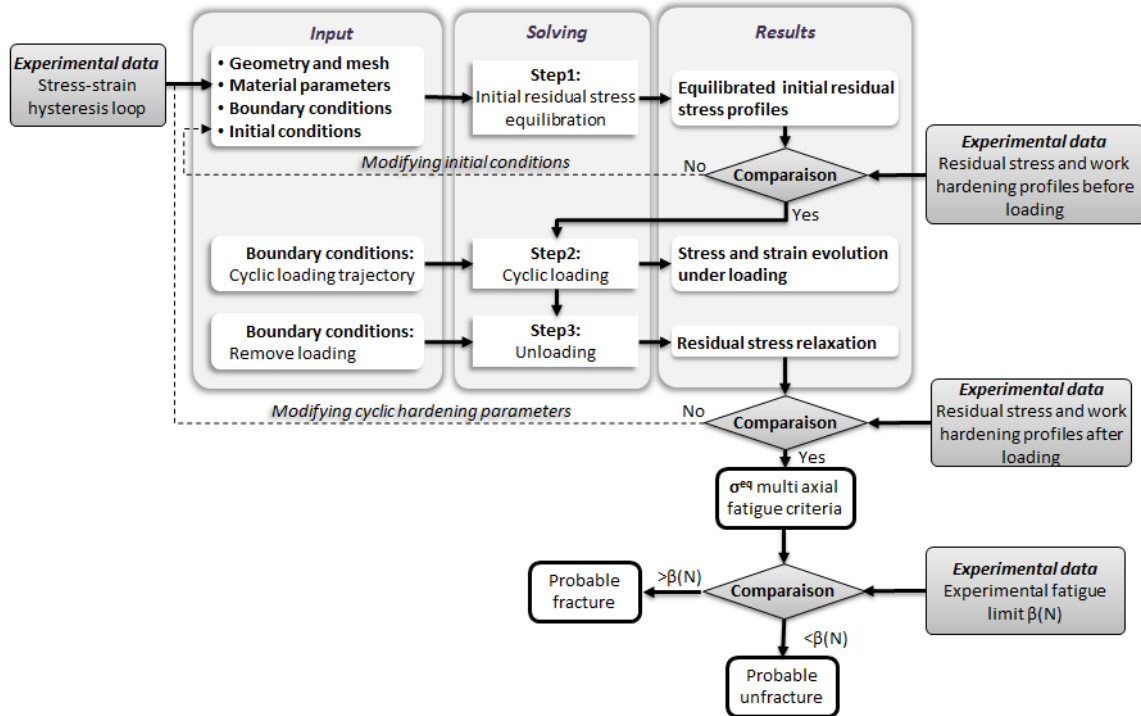 Input
Solving
Results
Experimental data
Stress-strain
hysteresis loop
• Geometry and mesh
• Material parameters
• Boundary conditions
• Initial conditions
Step1:
Initial residual stress
equilibration
Equilibrated initial residual
stress profiles
Modifying initial conditions
No
Comparaison
Yes
Experimental data
Residual stress and work
hardening profiles before
loading
Boundary conditions:
Cyclic loading trajectory
Step2:
Cyclic loading
Stress and strain evolution
under loading
Boundary conditions:
Remove loading
Step3:
Unloading
Residual stress relaxation
Modifying cyclic hardening parameters
No
Comparaison
Yes
Experimental data
Residual stress and work
hardening profiles after
loading
σᵉq multi axial
fatigue criteria
Probable
fracture
>β(N)
Comparaison
<β(N)
Experimental data
Experimental fatigue
limit β(N)
Probable
unfracture